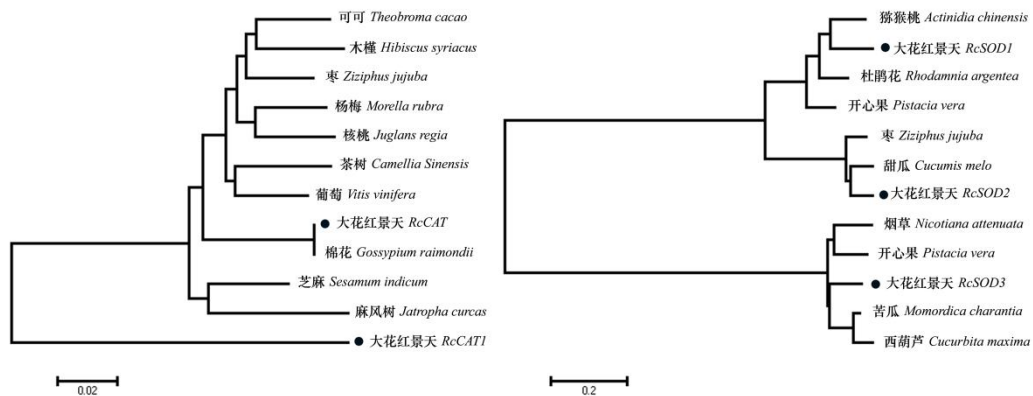 可可 Theobroma cacao
木槿 Hibiscus syriacus
枣 Ziziphus jujuba
杨梅 Morella rubra
核桃 Juglans regia
茶树 Camellia Sinensis
葡萄 Vitis vinifera
大花红景天 RcCAT
棉花 Gossypium raimondii
芝麻 Sesamum indicum
麻风树 Jatropha curcas
大花红景天 RcCAT1
0.02
猕猴桃 Actinidia chinensis
大花红景天 RcSOD1
杜鹃花 Rhodamnia argentea
开心果 Pistacia vera
枣 Ziziphus jujuba
甜瓜 Cucumis melo
大花红景天 RcSOD2
烟草 Nicotiana attenuata
开心果 Pistacia vera
大花红景天 RcSOD3
苦瓜 Momordica charantia
西葫芦 Cucurbita maxima
0.2